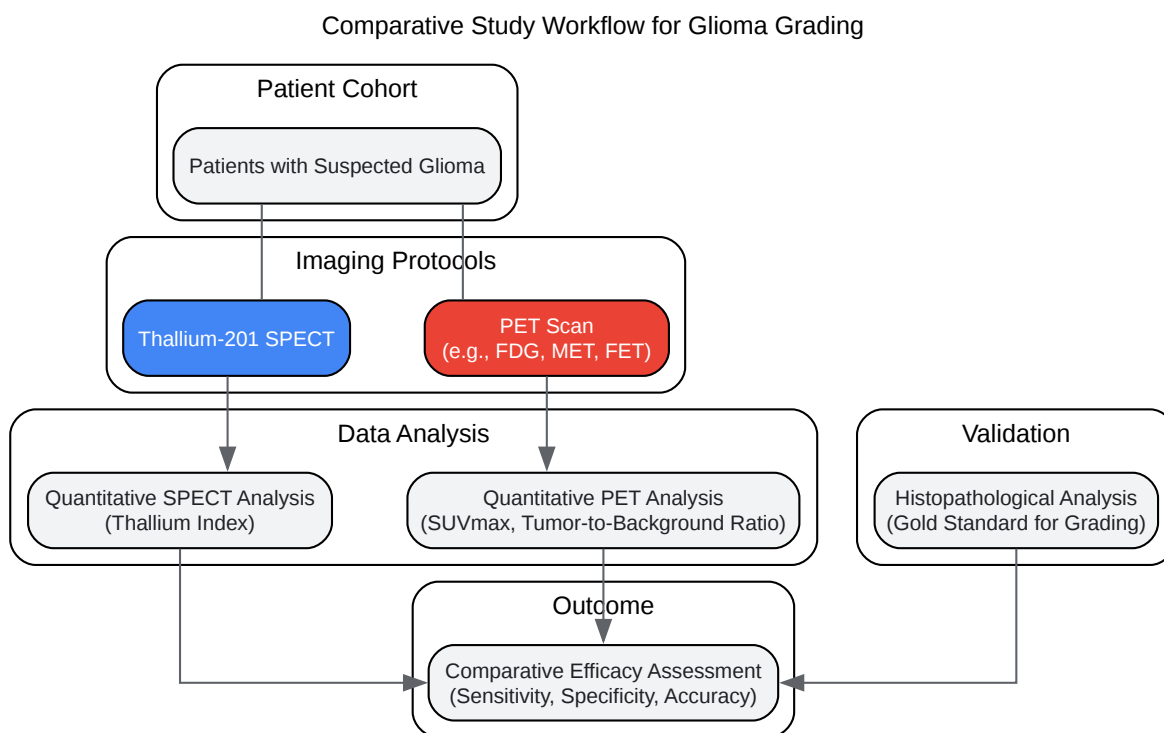 Comparative Study Workflow for Glioma Grading
Patient Cohort
Patients with Suspected Glioma
Imaging Protocols
Thallium-201 SPECT
PET Scan
(e.g., FDG, MET, FET)
Data Analysis
Quantitative SPECT Analysis
(Thallium Index)
Quantitative PET Analysis
(SUVmax, Tumor-to-Background Ratio)
Validation
Histopathological Analysis
(Gold Standard for Grading)
Outcome
Comparative Efficacy Assessment
(Sensitivity, Specificity, Accuracy)